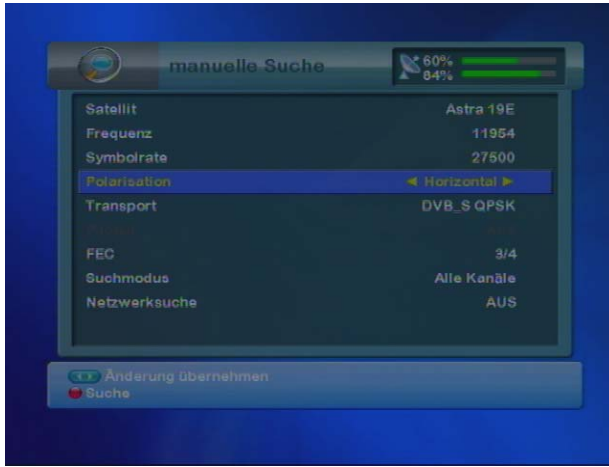 manuelle Suche
60%
84%
Satellit Astra 19E
Frequenz 11954
Symbolrate 27500
Polarisation ◄ Horizontal ►
Transport DVB_S QPSK
FEC 3/4
Suchmodus Alle Kanäle
Netzwerksuche AUS
Änderung übernehmen
Suche